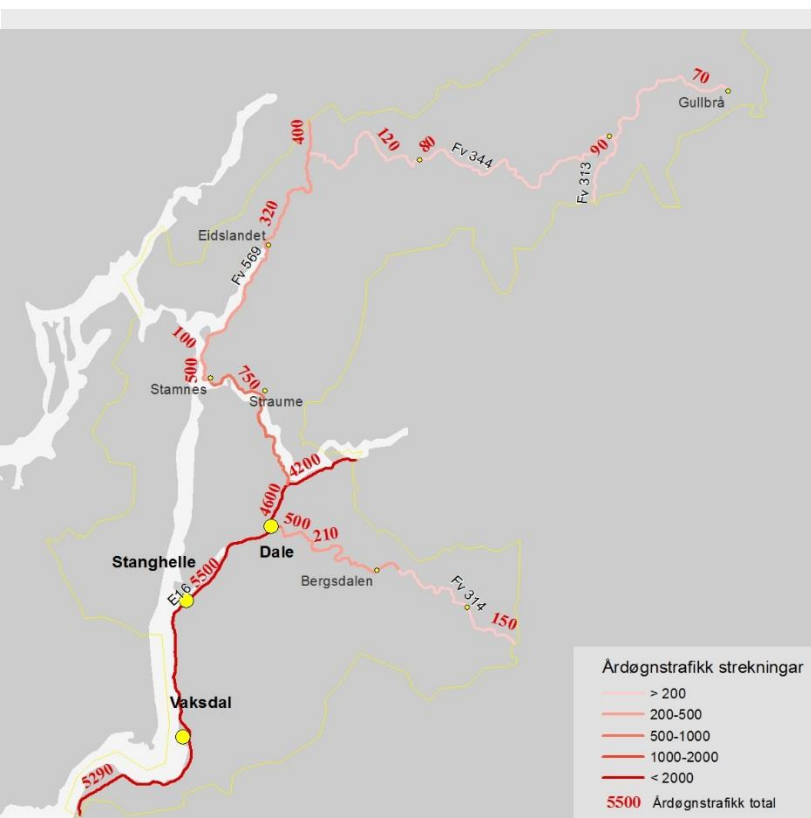 70
Gullbrå
400
120
80
Fv 344
90
Fv 313
320
Eidslandet
Fv 569
100
500
Stamnes
750
Straume
4200
4600
500
210
Dale
Stanghelle
5500
E16
Bergsdalen
Fv 314
150
Vaksdal
5290
Årdøgnstrafikk strekningar
> 200
200-500
500-1000
1000-2000
< 2000
5500 Årdøgnstrafikk total